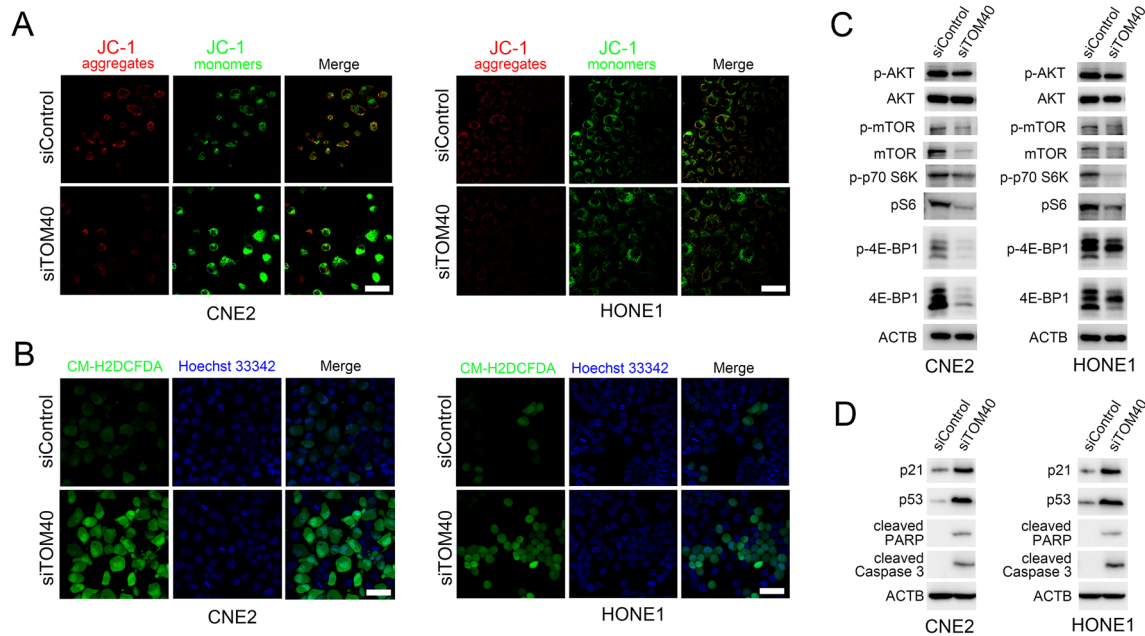 A
JC-1
aggregates
JC-1
monomers
Merge
JC-1
aggregates
JC-1
monomers
Merge
siControl
siTOM40
CNE2
siControl
siTOM40
HONE1
B
CM-H2DCFDA
Hoechst 33342
Merge
CM-H2DCFDA
Hoechst 33342
Merge
siControl
siTOM40
CNE2
siControl
siTOM40
HONE1
C
siControl
siTOM40
p-AKT
AKT
p-mTOR
mTOR
p-p70 S6K
pS6
p-4E-BP1
4E-BP1
ACTB
CNE2
siControl
siTOM40
p-AKT
AKT
p-mTOR
mTOR
p-p70 S6K
pS6
p-4E-BP1
4E-BP1
ACTB
HONE1
D
siControl
siTOM40
p21
p53
cleaved
PARP
cleaved
Caspase 3
ACTB
CNE2
siControl
siTOM40
p21
p53
cleaved
PARP
cleaved
Caspase 3
ACTB
HONE1